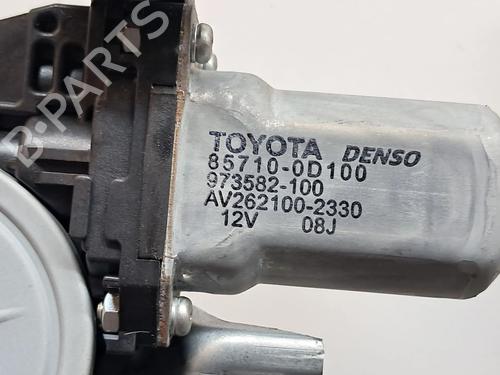 B-PARTS
TOYOTA DENSO
85710-0D100
973582-100
AV262100-2330
12V 08J